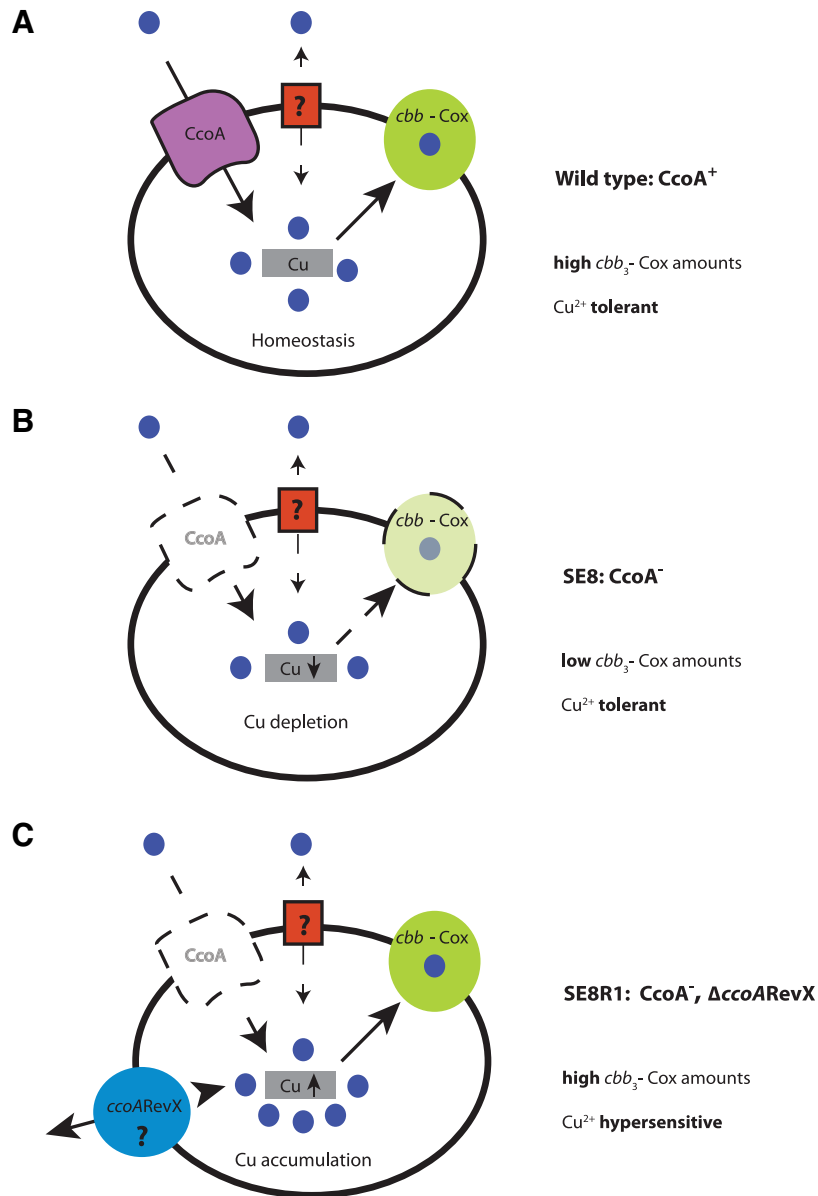 A
CcoA
?
cbb - Cox
Cu
Homeostasis
Wild type: CcoA⁺
high cbb₃- Cox amounts
Cu²⁺ tolerant
B
CcoA
?
cbb - Cox
Cu
Cu depletion
SE8: CcoA⁻
low cbb₃- Cox amounts
Cu²⁺ tolerant
C
CcoA
?
cbb - Cox
Cu
ccoARevX
?
Cu accumulation
SE8R1: CcoA⁻, ΔccoARevX
high cbb₃- Cox amounts
Cu²⁺ hypersensitive